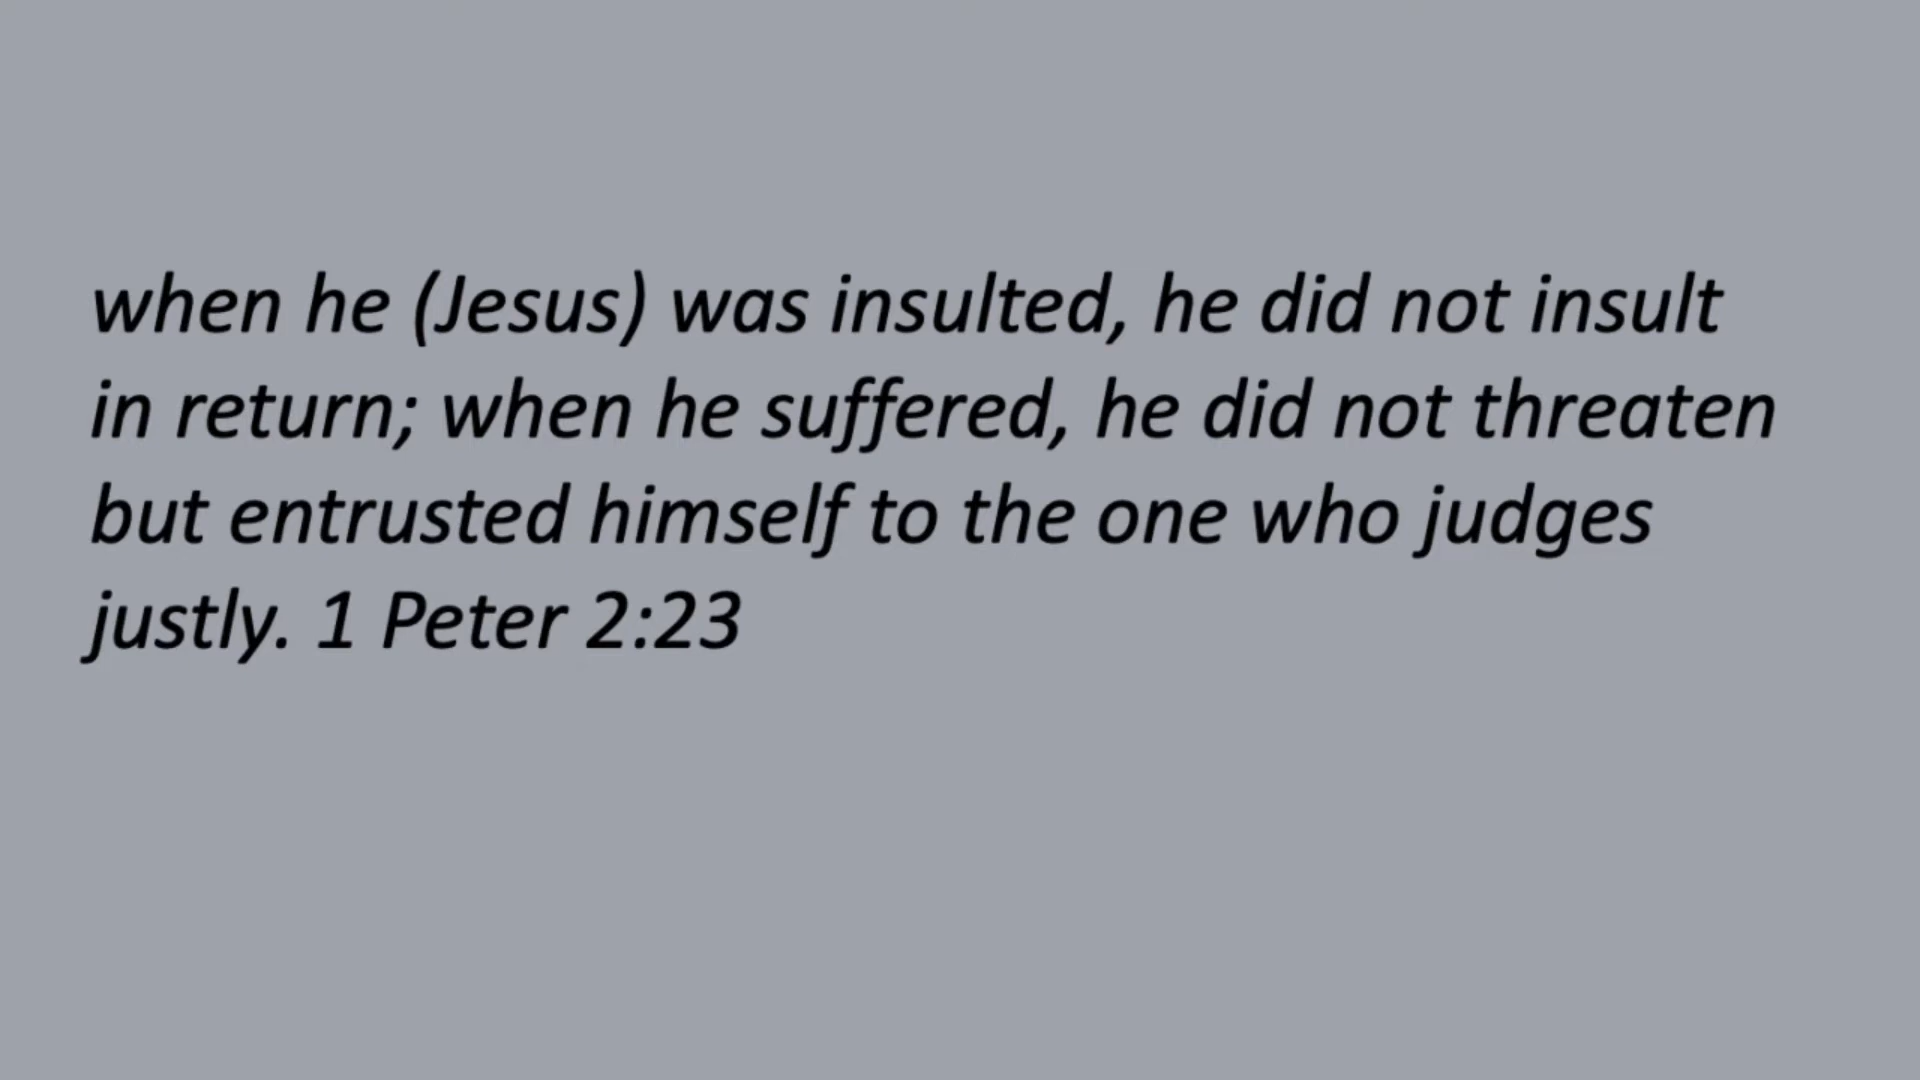 when he (Jesus) was insulted, he did not insult
in return; when he suffered, he did not threaten
but entrusted himself to the one who judges
justly. 1 Peter 2:23